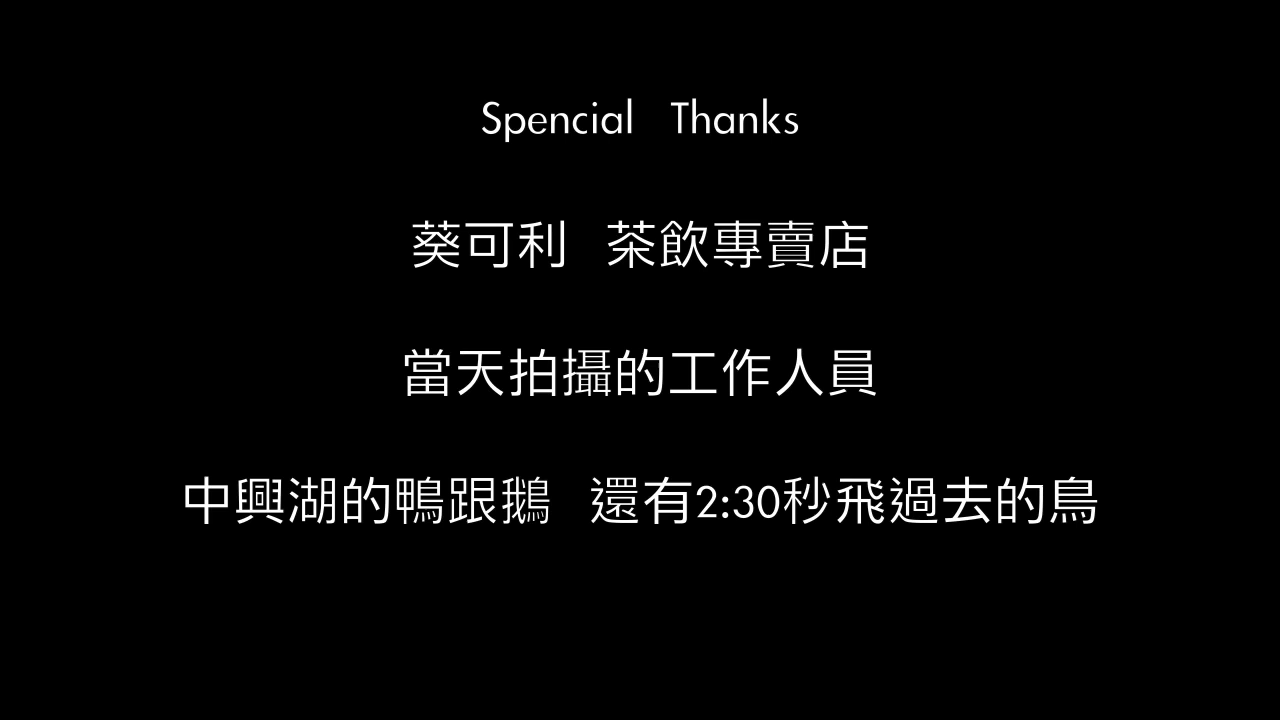 Spencial Thanks
葵可利 茶飲專賣店
當天拍攝的工作人員
中興湖的鴨跟鵝 還有2:30秒飛過去的鳥